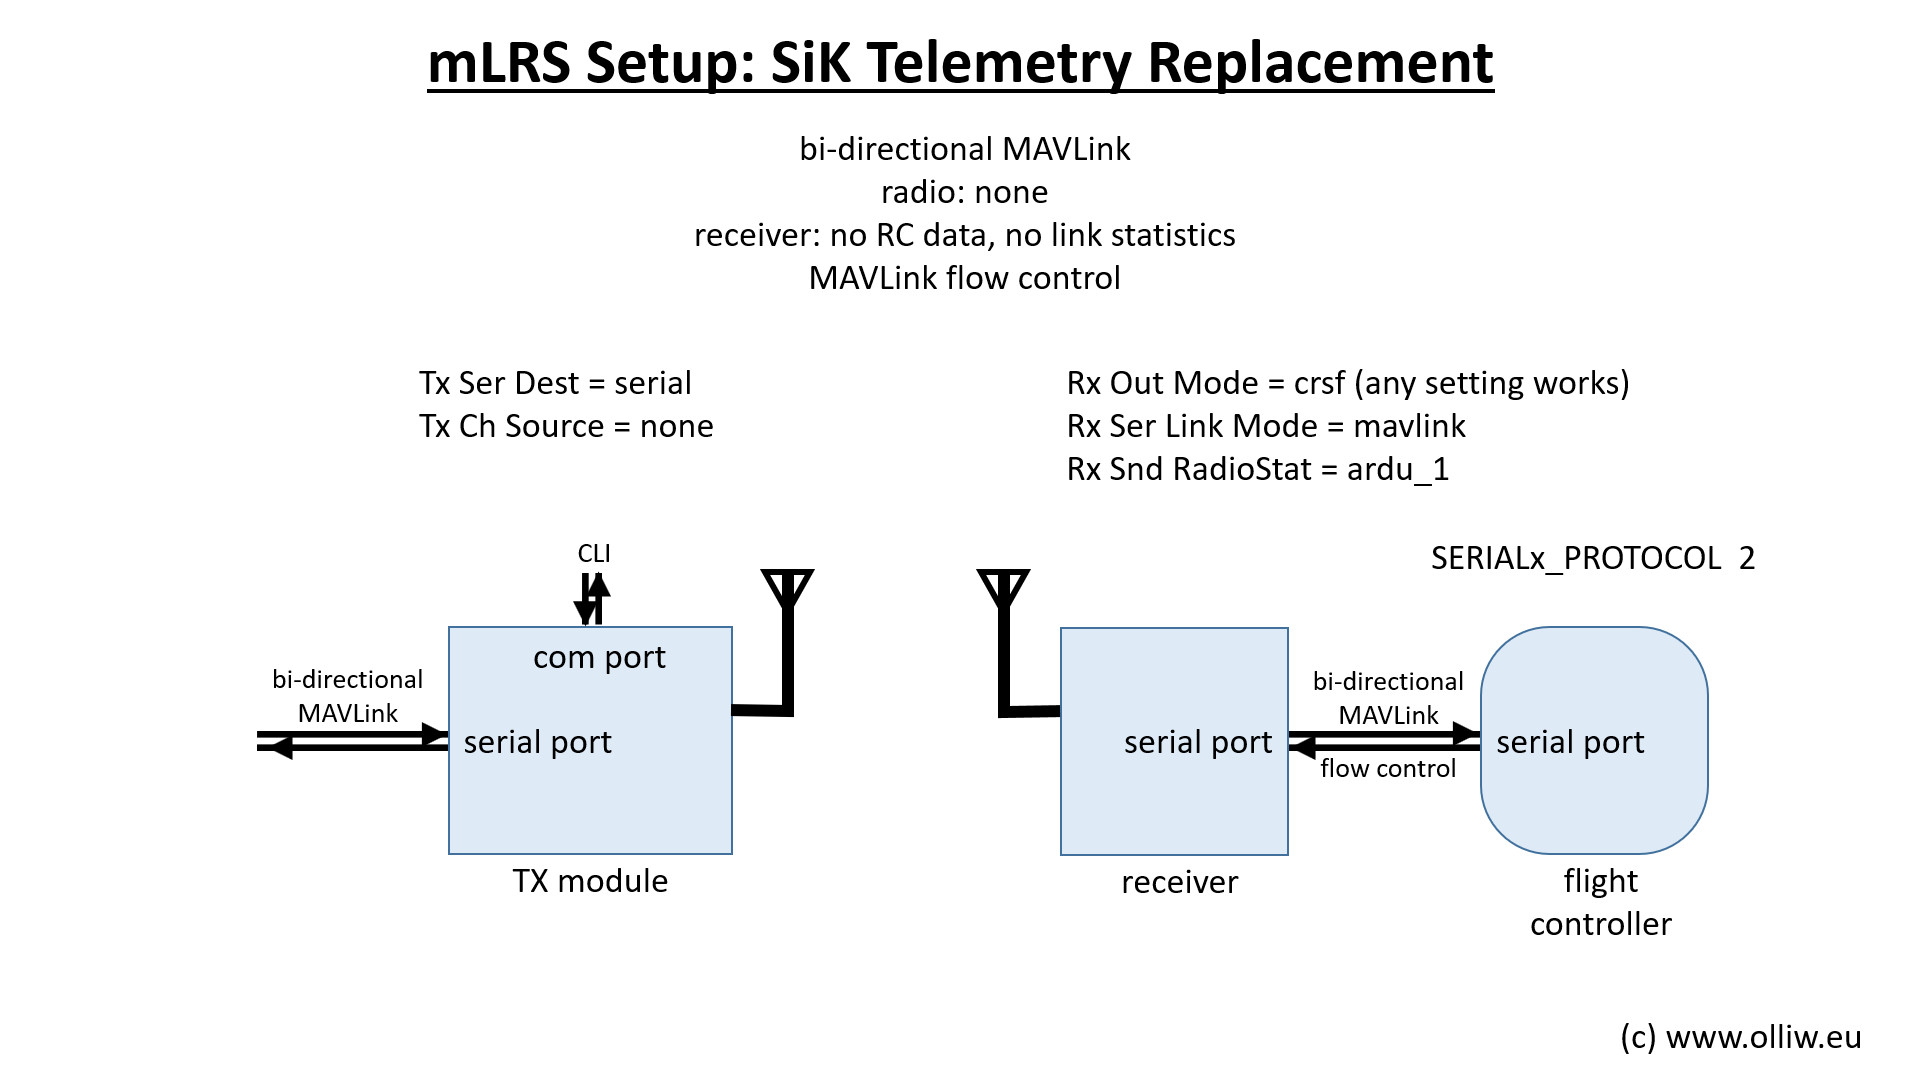 mLRS Setup: SiK Telemetry Replacement
bi-directional MAVLink
radio: none
receiver: no RC data, no link statistics
MAVLink flow control
Tx Ser Dest = serial
Tx Ch Source = none
Rx Out Mode = crsf (any setting works)
Rx Ser Link Mode = mavlink
Rx Snd RadioStat = ardu_1
CLI
SERIALx_PROTOCOL  2
com port
bi-directional
MAVLink
serial port
TX module
serial port
receiver
bi-directional
MAVLink
flow control
serial port
flight
controller
(c) www.olliw.eu